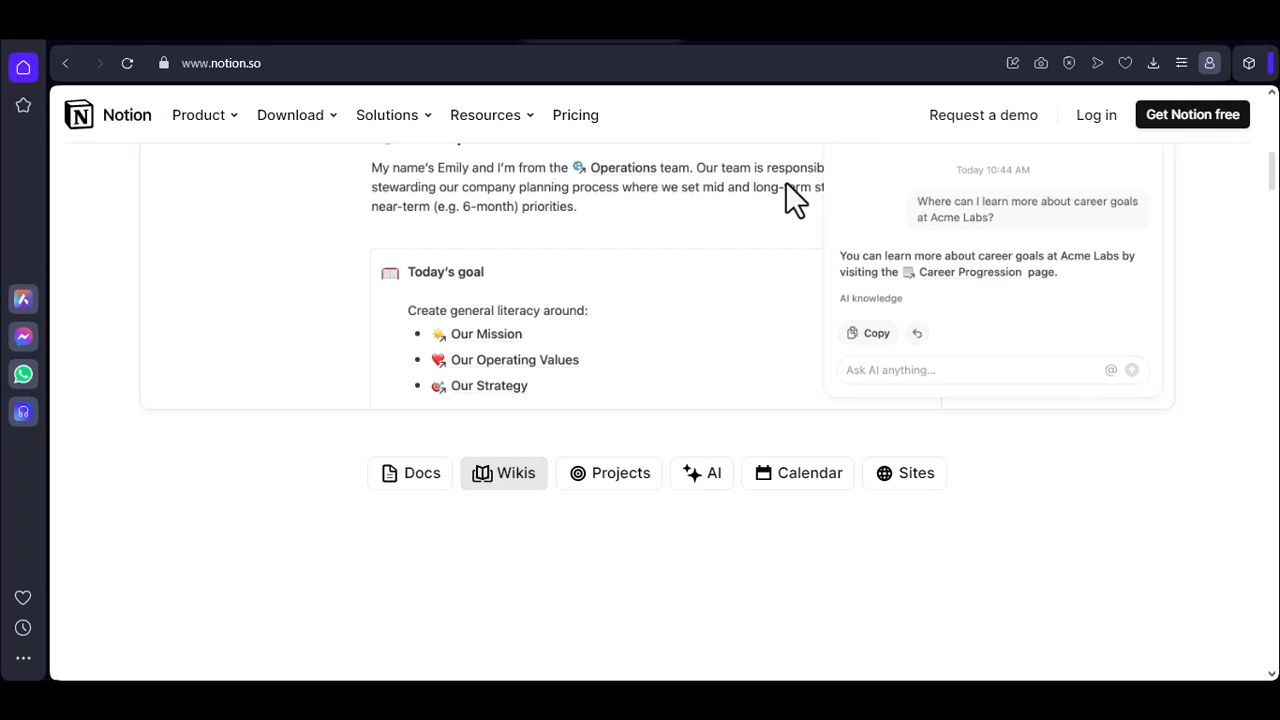 www.notion.so
Notion
Product
Download
Solutions
Resources
Pricing
Request a demo
Log in
Get Notion free
My name's Emily and I'm from the Operations team. Our team is responsib
stewarding our company planning process where we set mid and long-term st
near-term (e.g. 6-month) priorities.
Today's goal
Create general literacy around:
• Our Mission
• Our Operating Values
• Our Strategy
Today 10:44 AM
Where can I learn more about career goals
at Acme Labs?
You can learn more about career goals at Acme Labs by
visiting the Career Progression page.
AI knowledge
Copy
Ask AI anything...
@
Docs
Wikis
Projects
AI
Calendar
Sites